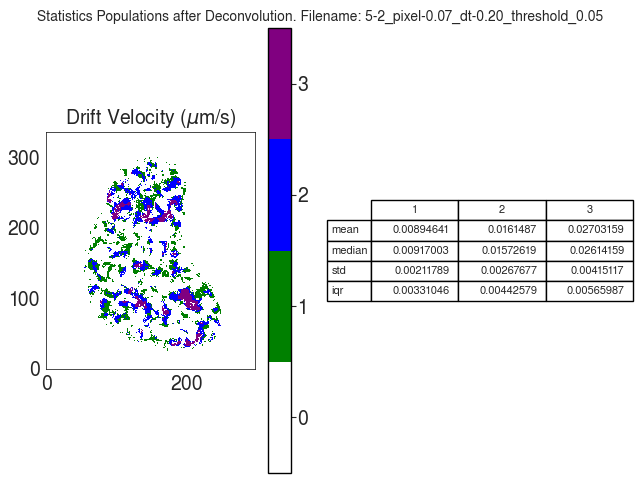 Statistics Populations after Deconvolution. Filename: 5-2_pixel-0.07_dt-0.20_threshold_0.05
Drift Velocity (μm/s)
300
200
100
0
0 200
3
2
1
0
1 2 3
mean 0.00894641 0.0161487 0.02703159
median 0.00917003 0.01572619 0.02614159
std 0.00211789 0.00267677 0.00415117
iqr 0.00331046 0.00442579 0.00565987